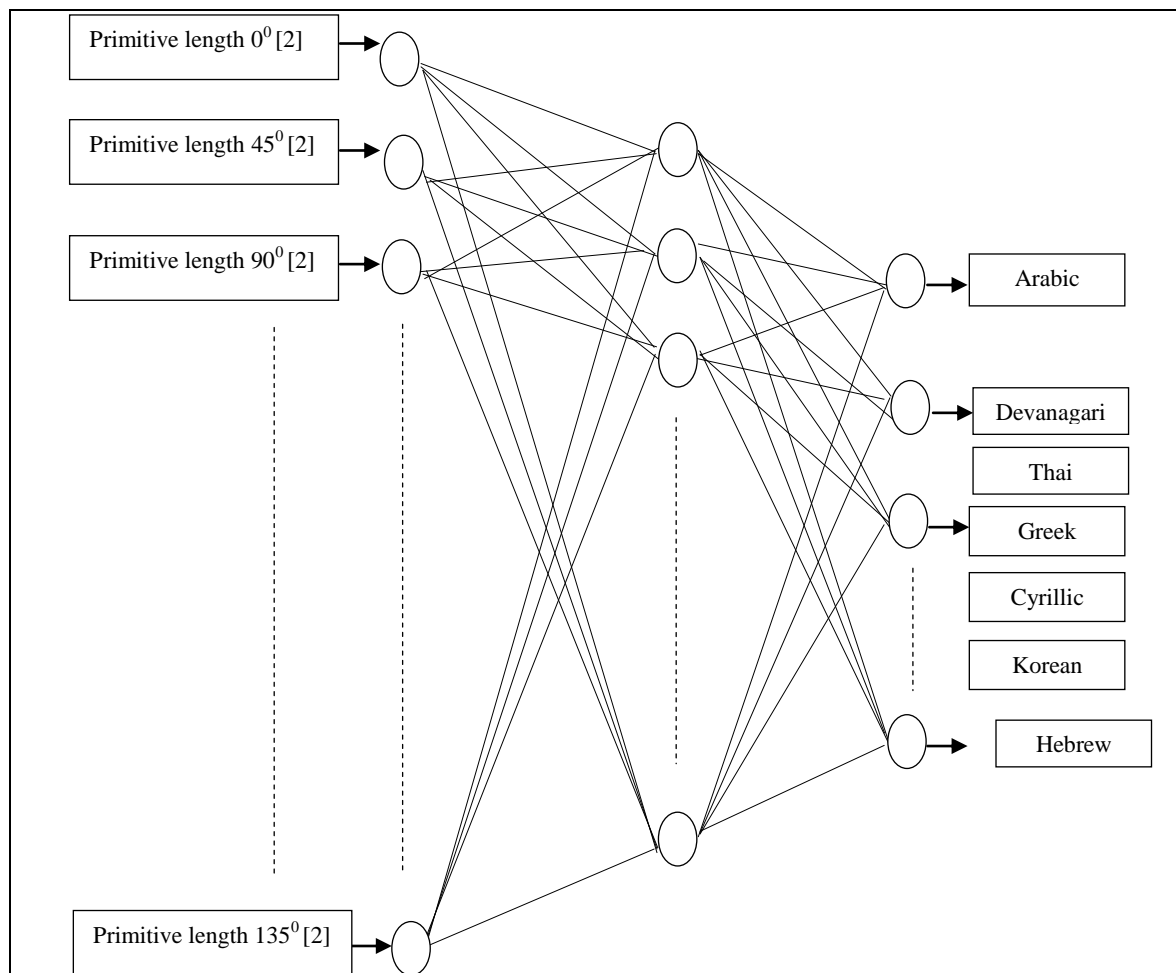 Primitive length 0⁰ [2]
Primitive length 45⁰ [2]
Primitive length 90⁰ [2]
Primitive length 135⁰ [2]
Arabic
Devanagari
Thai
Greek
Cyrillic
Korean
Hebrew